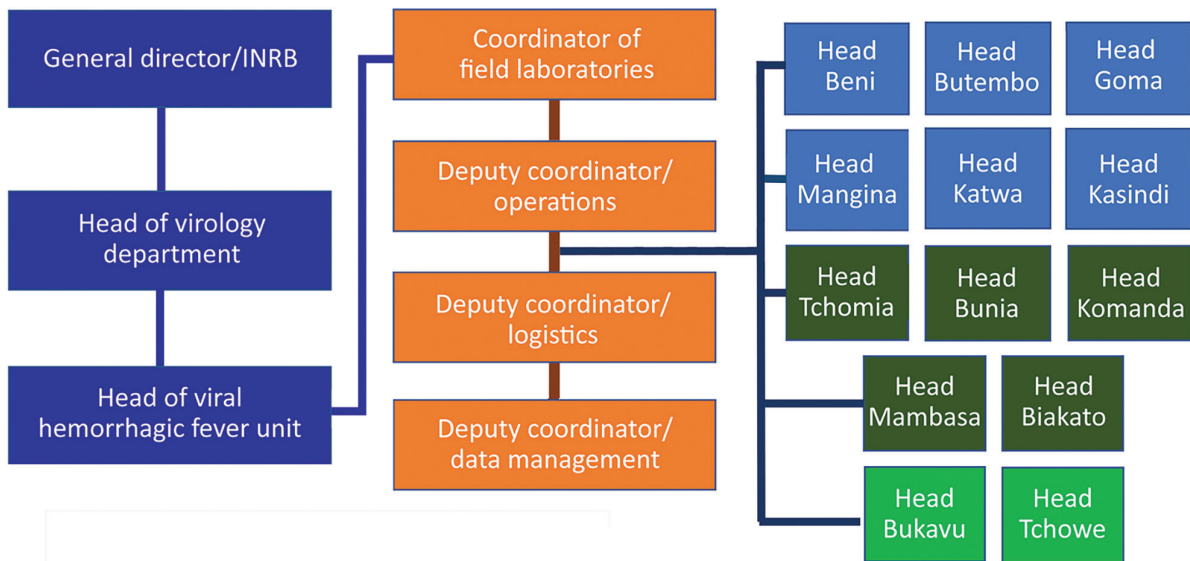 General director/INRB
Head of virology
department
Head of viral
hemorrhagic fever unit
Coordinator of
field laboratories
Deputy coordinator/
operations
Deputy coordinator/
logistics
Deputy coordinator/
data management
Head
Beni
Head
Butembo
Head
Goma
Head
Mangina
Head
Katwa
Head
Kasindi
Head
Tchomia
Head
Bunia
Head
Komanda
Head
Mambasa
Head
Biakato
Head
Bukavu
Head
Tchowe